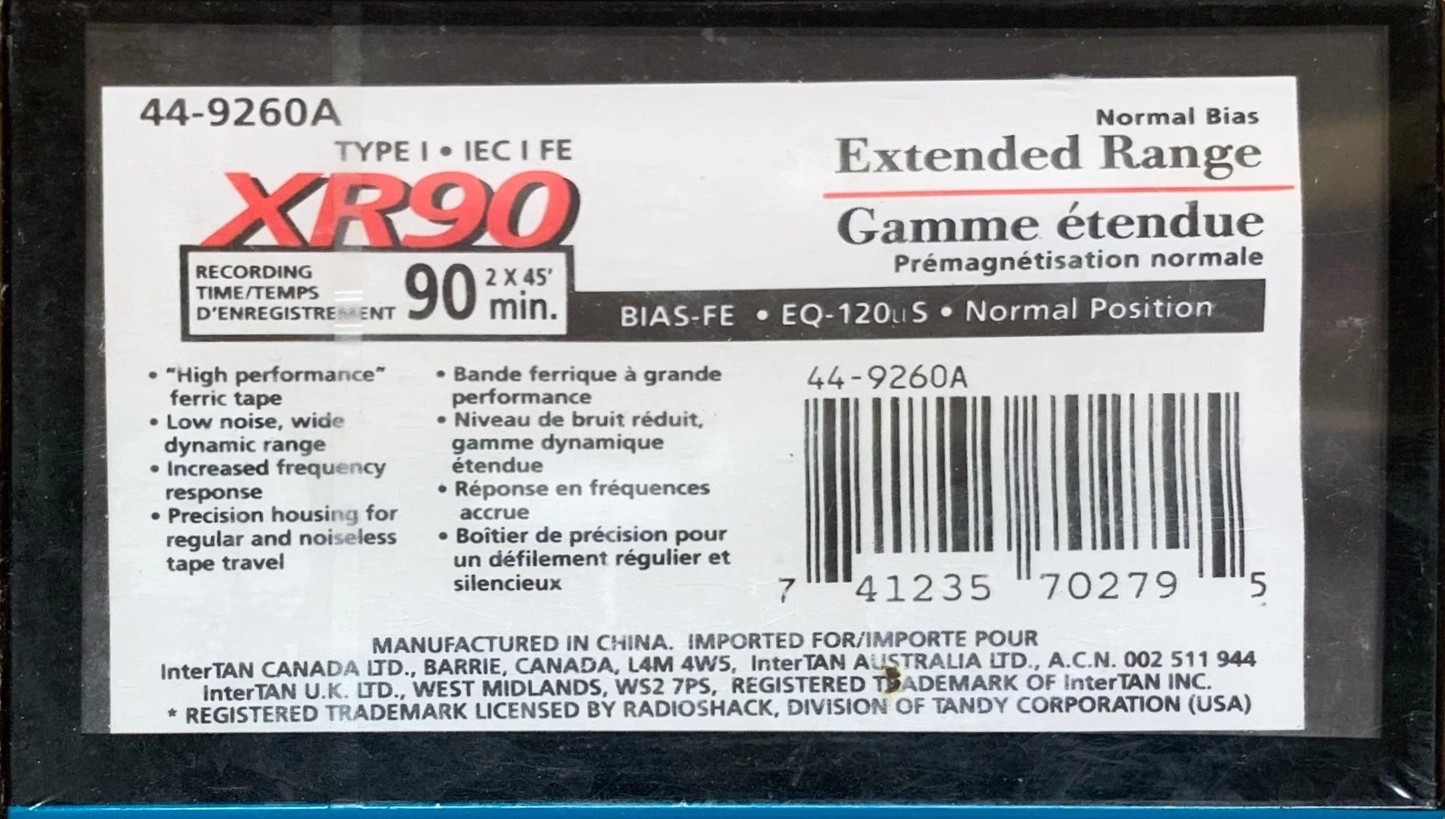 44-9260A
TYPE I • IEC I FE
XR90
RECORDING
TIME/TEMPS
D'ENREGISTREMENT
90 2 X 45' min.
Normal Bias
Extended Range
Gamme étendue
Prémagnétisation normale
BIAS-FE • EQ-120uS • Normal Position
• "High performance"
ferric tape
• Low noise, wide
dynamic range
• Increased frequency
response
• Precision housing for
regular and noiseless
tape travel
• Bande ferrique à grande
performance
• Niveau de bruit réduit,
gamme dynamique
étendue
• Réponse en fréquences
accrue
• Boîtier de précision pour
un défilement régulier et
silencieux
44-9260A
7 41235 70279 5
MANUFACTURED IN CHINA. IMPORTED FOR/IMPORTE POUR
InterTAN CANADA LTD., BARRIE, CANADA, L4M 4W5, InterTAN AUSTRALIA LTD., A.C.N. 002 511 944
InterTAN U.K. LTD., WEST MIDLANDS, WS2 7PS, REGISTERED TRADEMARK OF InterTAN INC.
* REGISTERED TRADEMARK LICENSED BY RADIOSHACK, DIVISION OF TANDY CORPORATION (USA)